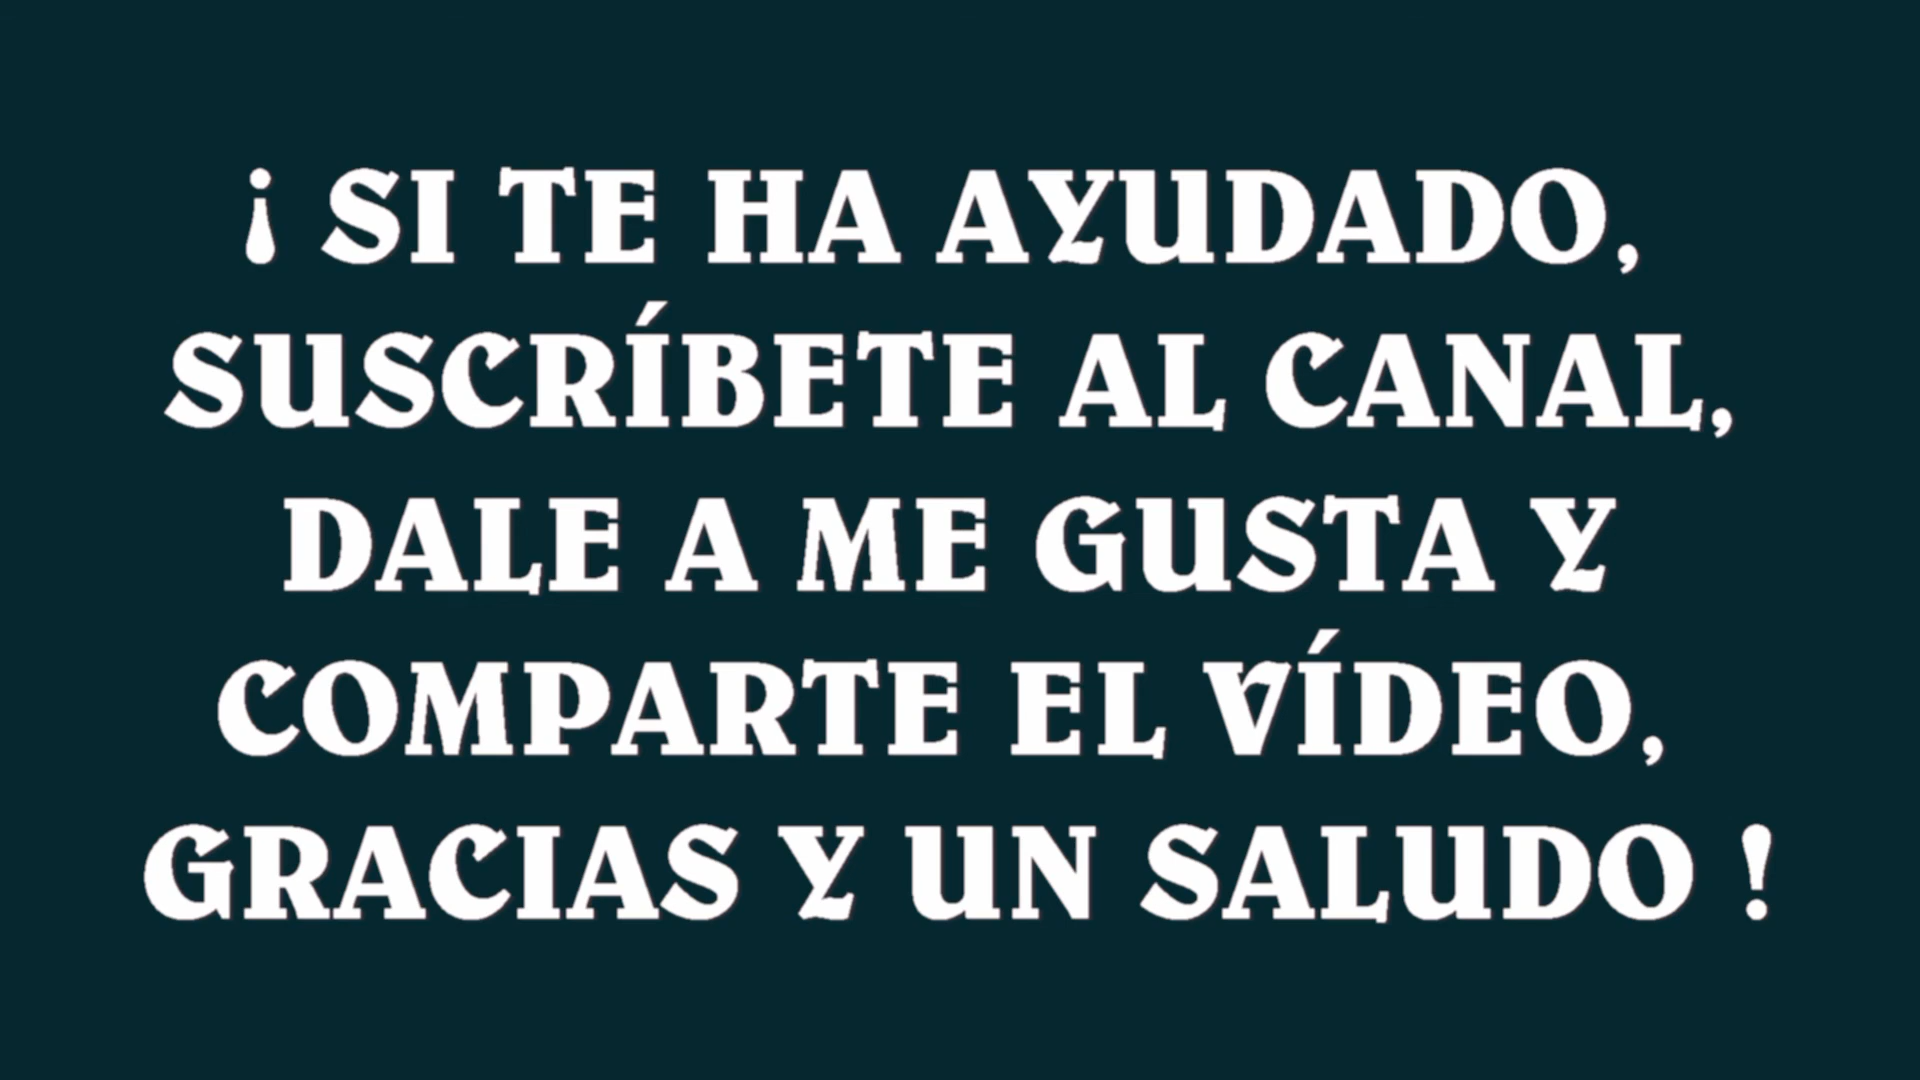 ¡ SI TE HA AYUDADO,
SUSCRÍBETE AL CANAL,
DALE A ME GUSTA Y
COMPARTE EL VÍDEO,
GRACIAS Y UN SALUDO !